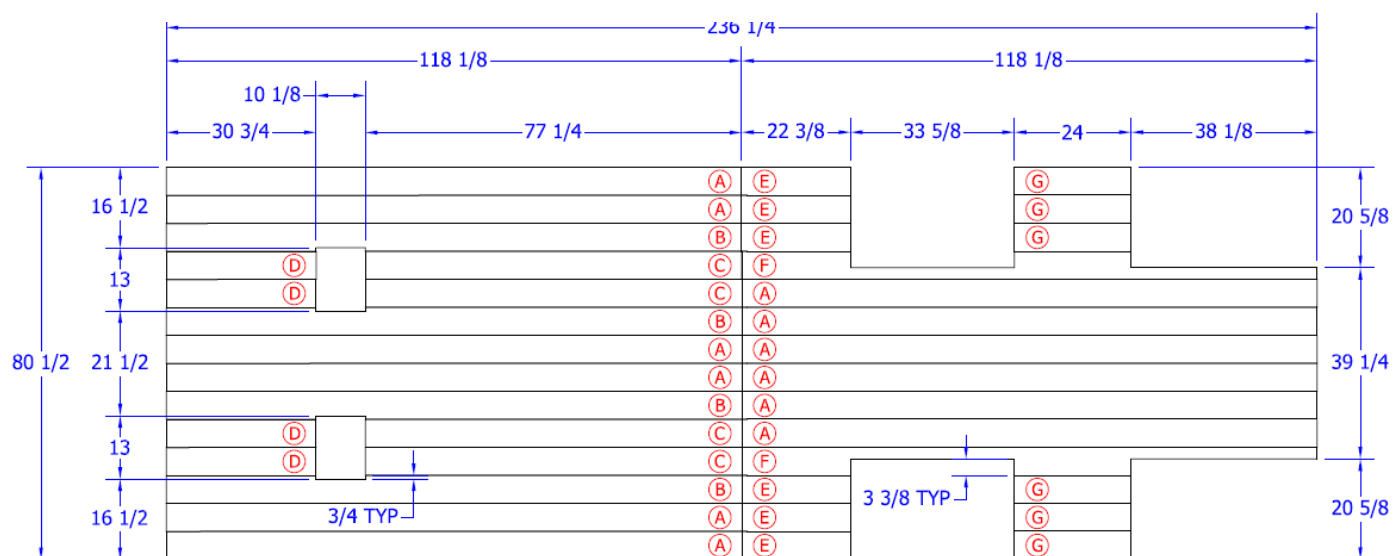 236 1/4
118 1/8 118 1/8
10 1/8
30 3/4 77 1/4 22 3/8 33 5/8 24 38 1/8
A E G
16 1/2 A E G 20 5/8
B E G
D C F
13 D C A
B A
80 1/2 21 1/2 A A 39 1/4
A A
B A
D C A
13 D C F
B E G
3/4 TYP 3 3/8 TYP
16 1/2 A E G 20 5/8
A E G